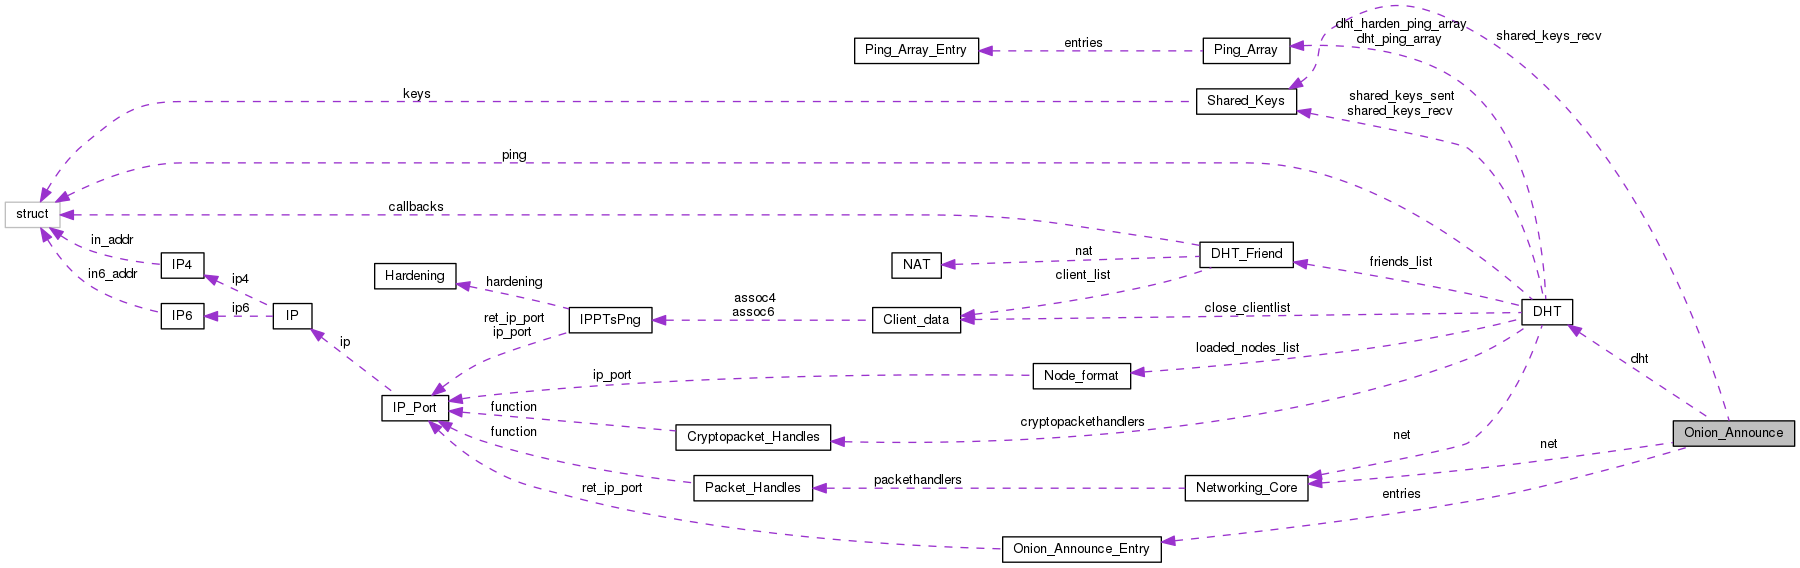 dht_harden_ping_array
dht_ping_array
shared_keys_recv
Ping_Array_Entry
entries
Ping_Array
keys
Shared_Keys
shared_keys_sent
shared_keys_recv
ping
struct
callbacks
in_addr
IP4
in6_addr
IP6
ip4
ip6
IP
Hardening
hardening
NAT
nat
DHT_Friend
client_list
friends_list
assoc4
assoc6
IPPTsPng
Client_data
close_clientlist
DHT
ret_ip_port
ip_port
ip
loaded_nodes_list
dht
ip_port
Node_format
IP_Port
function
Cryptopacket_Handles
cryptopackethandlers
function
net
net
Onion_Announce
ret_ip_port
Packet_Handles
packethandlers
Networking_Core
entries
Onion_Announce_Entry